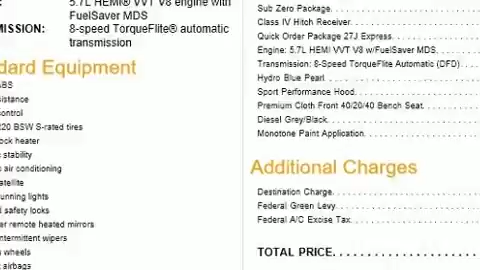 5.7L HEMI® VVT V8 engine with
FuelSaver MDS
MISSION: 8-speed TorqueFlite® automatic
transmission
dard Equipment
ABS
sistance
control
220 BSW S-rated tires
lock heater
c stability
e air conditioning
atellite
unning lights
d safety locks
er remote heated mirrors
ntermittent wipers
wheels
airbags
Sub Zero Package
Class IV Hitch Receiver
Quick Order Package 27J Express
Engine: 5.7L HEMI VVT V8 w/FuelSaver MDS
Transmission: 8-Speed TorqueFlite Automatic (DFD)
Hydro Blue Pearl
Sport Performance Hood
Premium Cloth Front 40/20/40 Bench Seat
Diesel Grey/Black
Monotone Paint Application
Additional Charges
Destination Charge
Federal Green Levy
Federal A/C Excise Tax
TOTAL PRICE